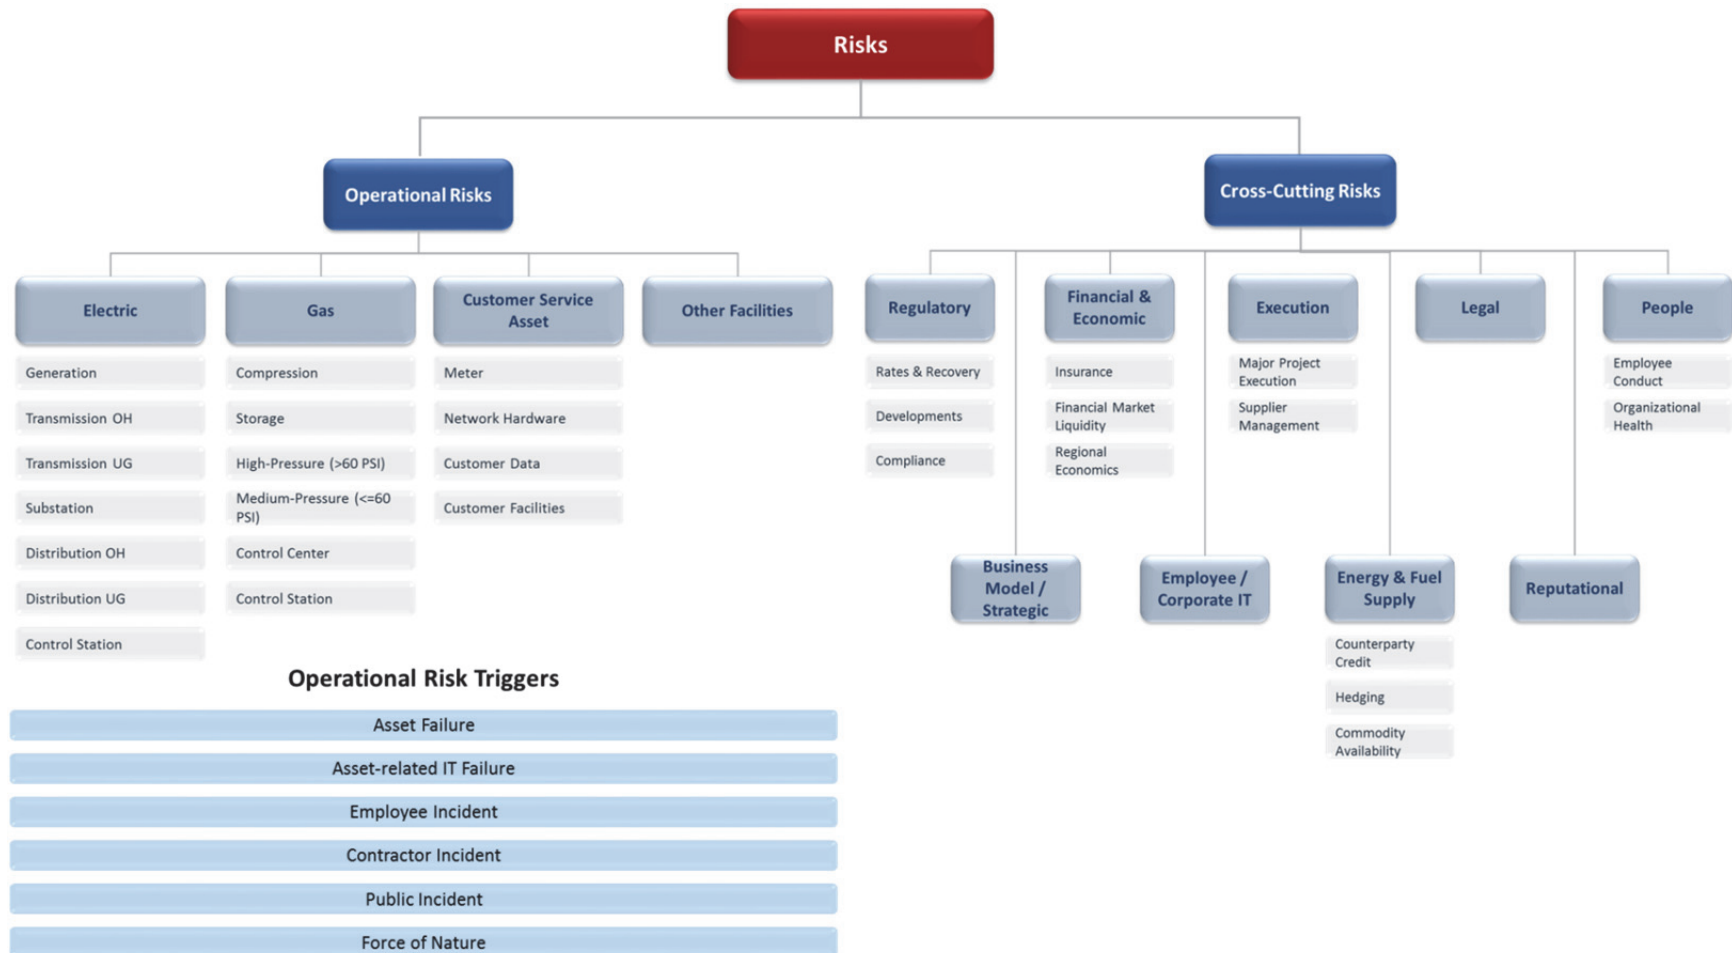 Risks
Operational Risks
Cross-Cutting Risks
Electric
Generation
Transmission OH
Transmission UG
Substation
Distribution OH
Distribution UG
Control Station
Gas
Compression
Storage
High-Pressure (>60 PSI)
Medium-Pressure (<=60
PSI)
Control Center
Control Station
Customer Service
Asset
Meter
Network Hardware
Customer Data
Customer Facilities
Other Facilities
Regulatory
Rates & Recovery
Developments
Compliance
Financial &
Economic
Insurance
Financial Market
Liquidity
Regional
Economics
Execution
Major Project
Execution
Supplier
Management
Legal
People
Employee
Conduct
Organizational
Health
Business
Model /
Strategic
Employee /
Corporate IT
Energy & Fuel
Supply
Counterparty
Credit
Hedging
Commodity
Availability
Reputational
Operational Risk Triggers
Asset Failure
Asset-related IT Failure
Employee Incident
Contractor Incident
Public Incident
Force of Nature